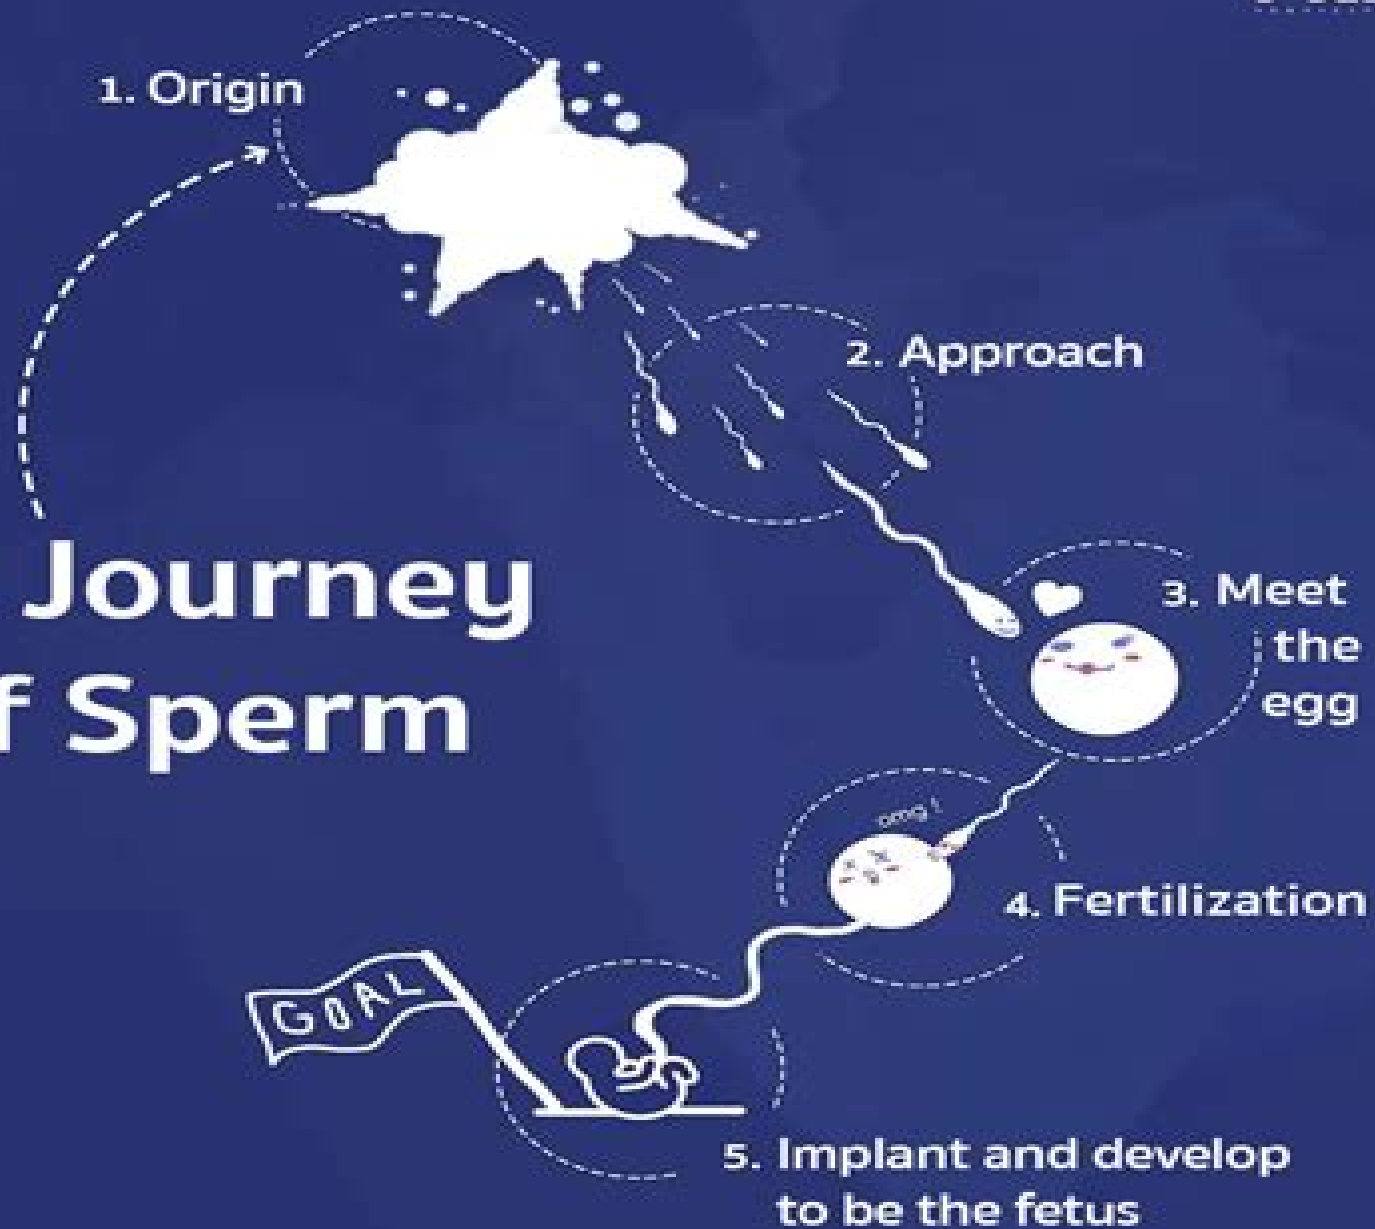 1. Origin
2. Approach
Journey
f Sperm
3. Meet
the
egg
omg !
4. Fertilization
GOAL
5. Implant and develop
to be the fetus